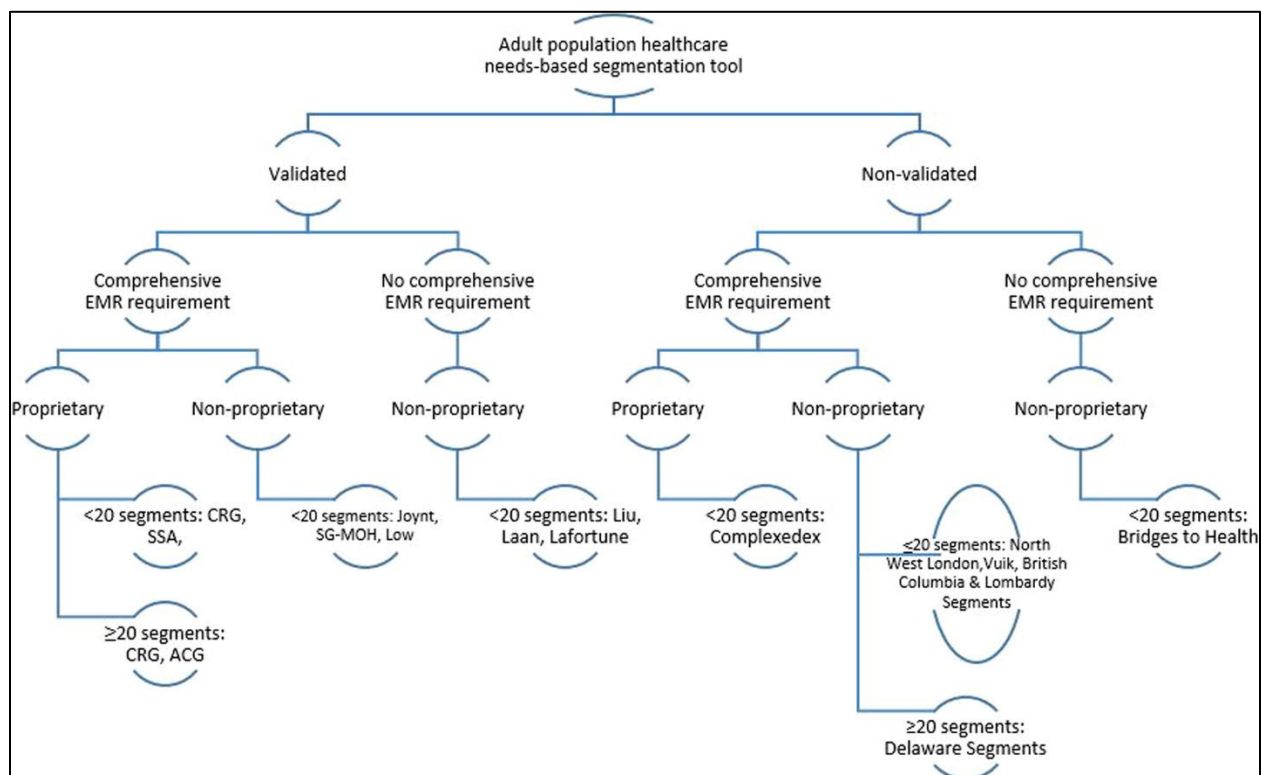 Adult population healthcare
needs-based segmentation tool
Validated
Non-validated
Comprehensive
EMR requirement
No comprehensive
EMR requirement
Comprehensive
EMR requirement
No comprehensive
EMR requirement
Proprietary
Non-proprietary
Non-proprietary
Proprietary
Non-proprietary
Non-proprietary
<20 segments: CRG,
SSA,
<20 segments: Joynt,
SG-MOH, Low
<20 segments: Liu,
Laan, Lafortune
<20 segments:
Complexedex
≤20 segments: North
West London,Vuik, British
Columbia & Lombardy
Segments
<20 segments:
Bridges to Health
≥20 segments:
CRG, ACG
≥20 segments:
Delaware Segments